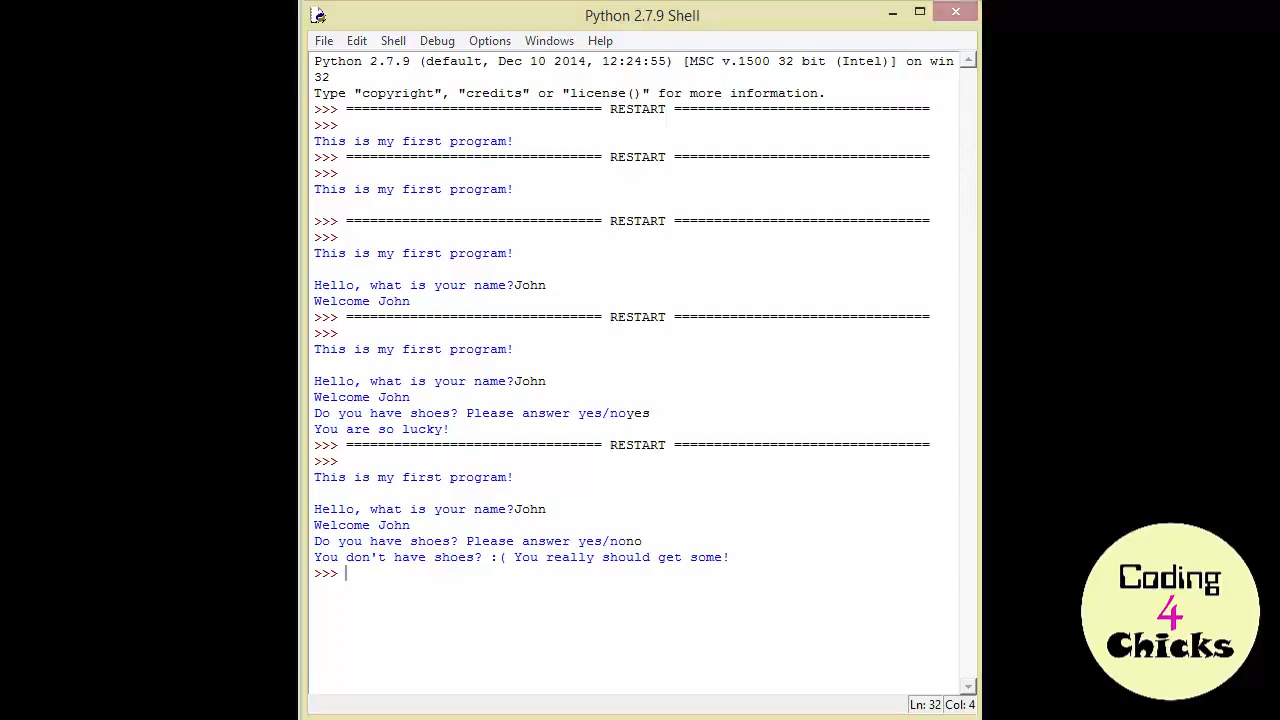 Python 2.7.9 Shell
File Edit Shell Debug Options Windows Help
Python 2.7.9 (default, Dec 10 2014, 12:24:55) [MSC v.1500 32 bit (Intel)] on win
32
Type "copyright", "credits" or "license()" for more information.
>>> ================================ RESTART ================================
>>>
This is my first program!
>>> ================================ RESTART ================================
>>>
This is my first program!
>>> ================================ RESTART ================================
>>>
This is my first program!
Hello, what is your name?John
Welcome John
>>> ================================ RESTART ================================
>>>
This is my first program!
Hello, what is your name?John
Welcome John
Do you have shoes? Please answer yes/noyes
You are so lucky!
>>> ================================ RESTART ================================
>>>
This is my first program!
Hello, what is your name?John
Welcome John
Do you have shoes? Please answer yes/nono
You don't have shoes? :( You really should get some!
>>>
Ln: 32 Col: 4
Coding
4
Chicks